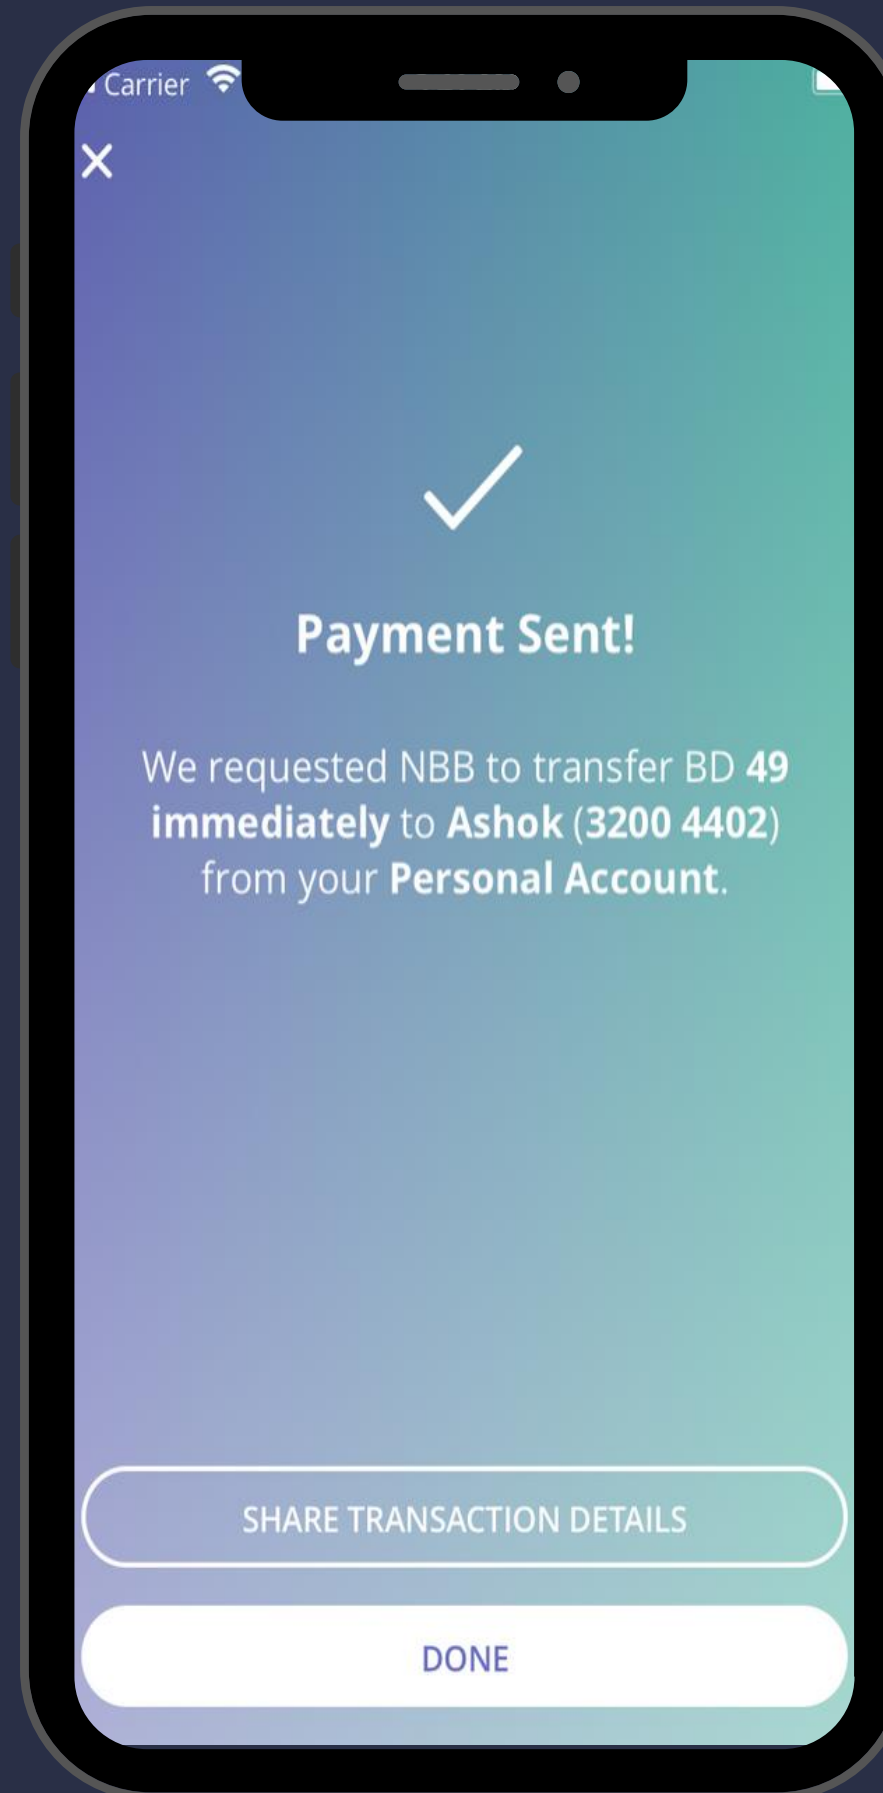 Carrier
Payment Sent!
We requested NBB to transfer BD 49
immediately to Ashok (3200 4402)
from your Personal Account.
SHARE TRANSACTION DETAILS
DONE